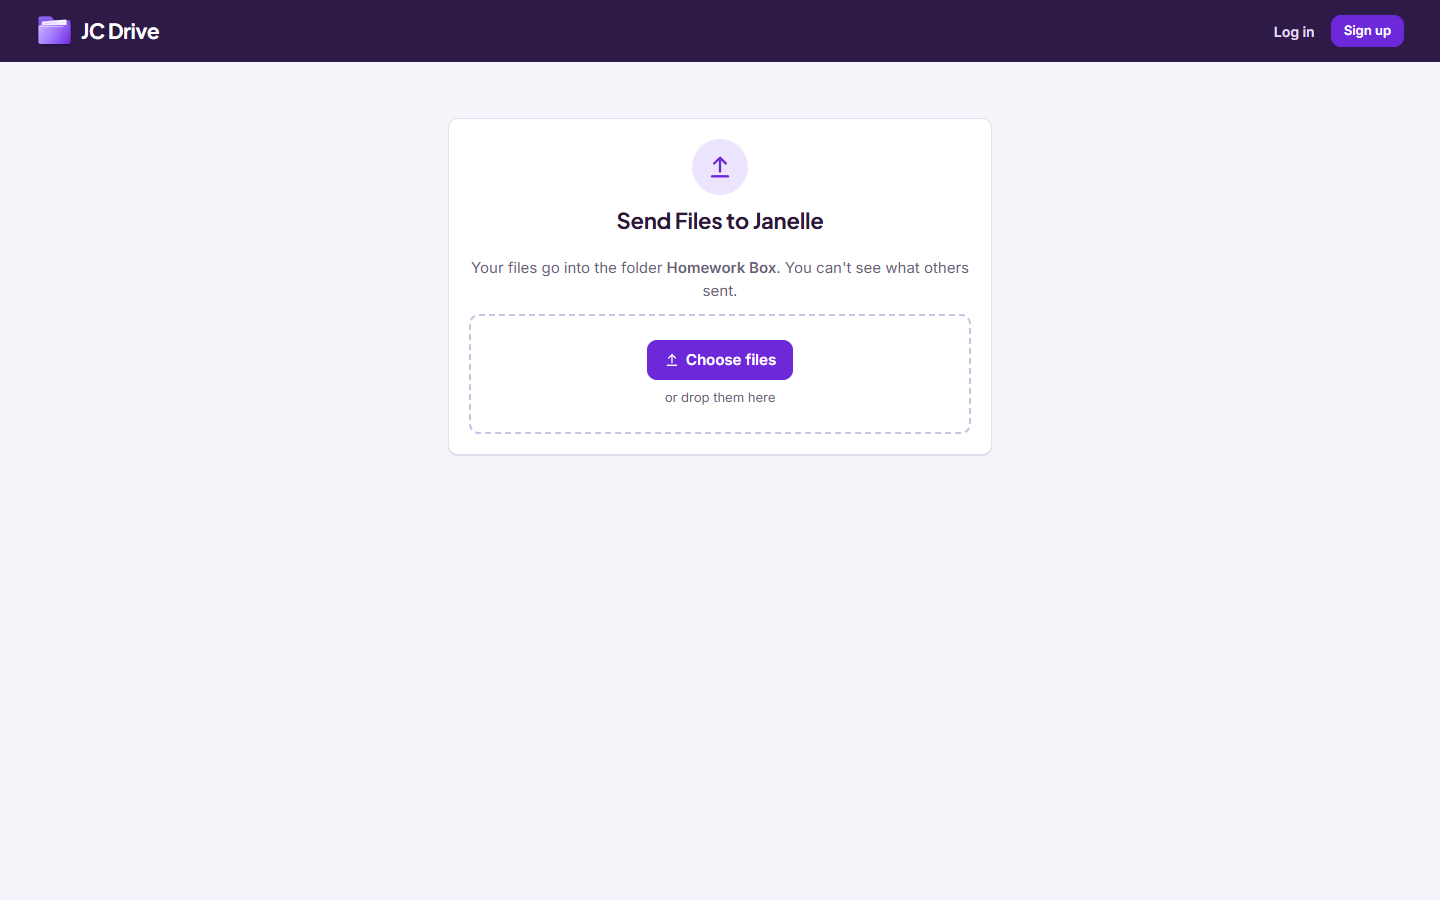 JC Drive
Log in
Sign up
Send Files to Janelle
Your files go into the folder Homework Box. You can't see what others
sent.
Choose files
or drop them here